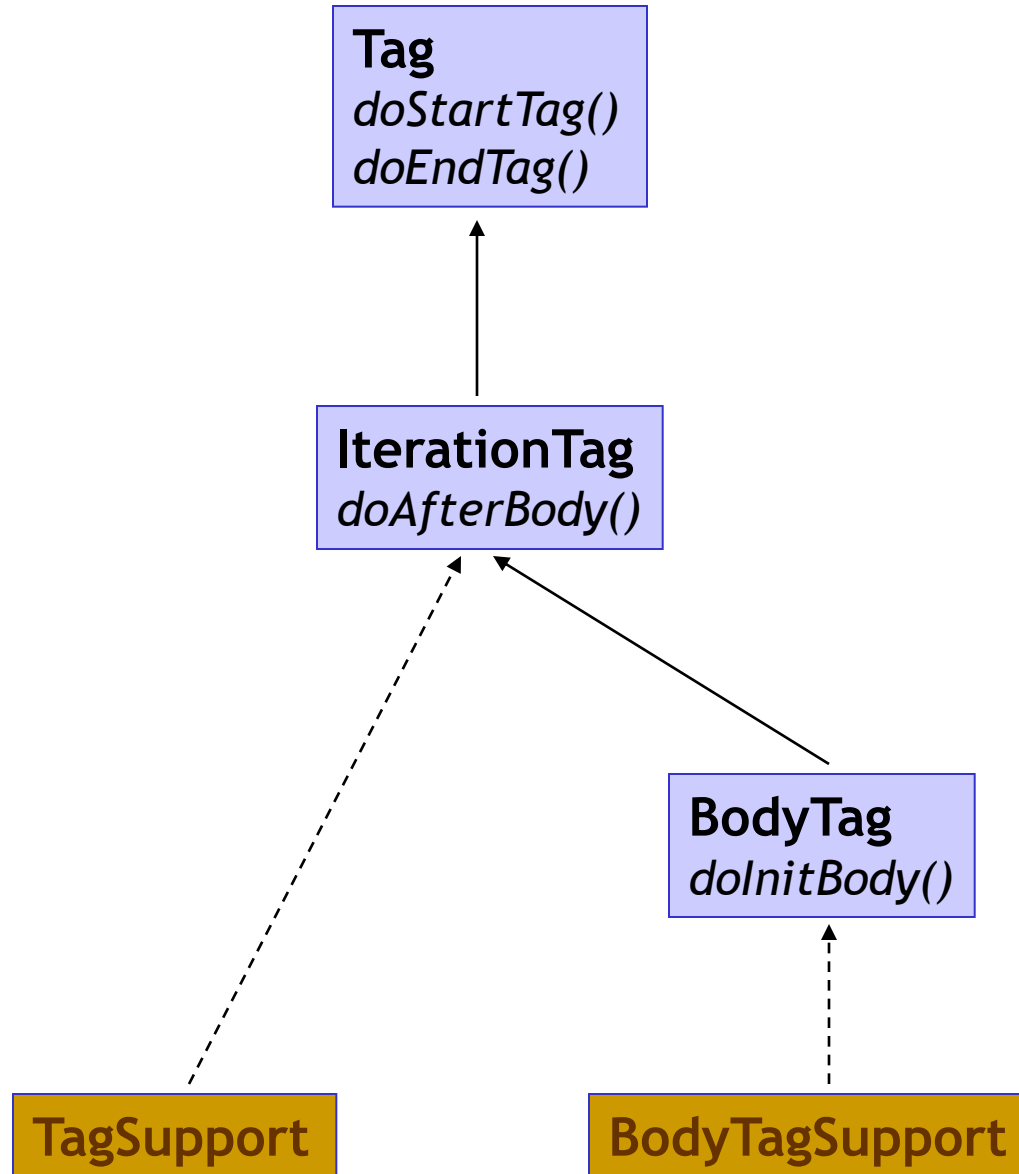 Tag
doStartTag()
doEndTag()
IterationTag
doAfterBody()
BodyTag
doInitBody()
TagSupport
BodyTagSupport